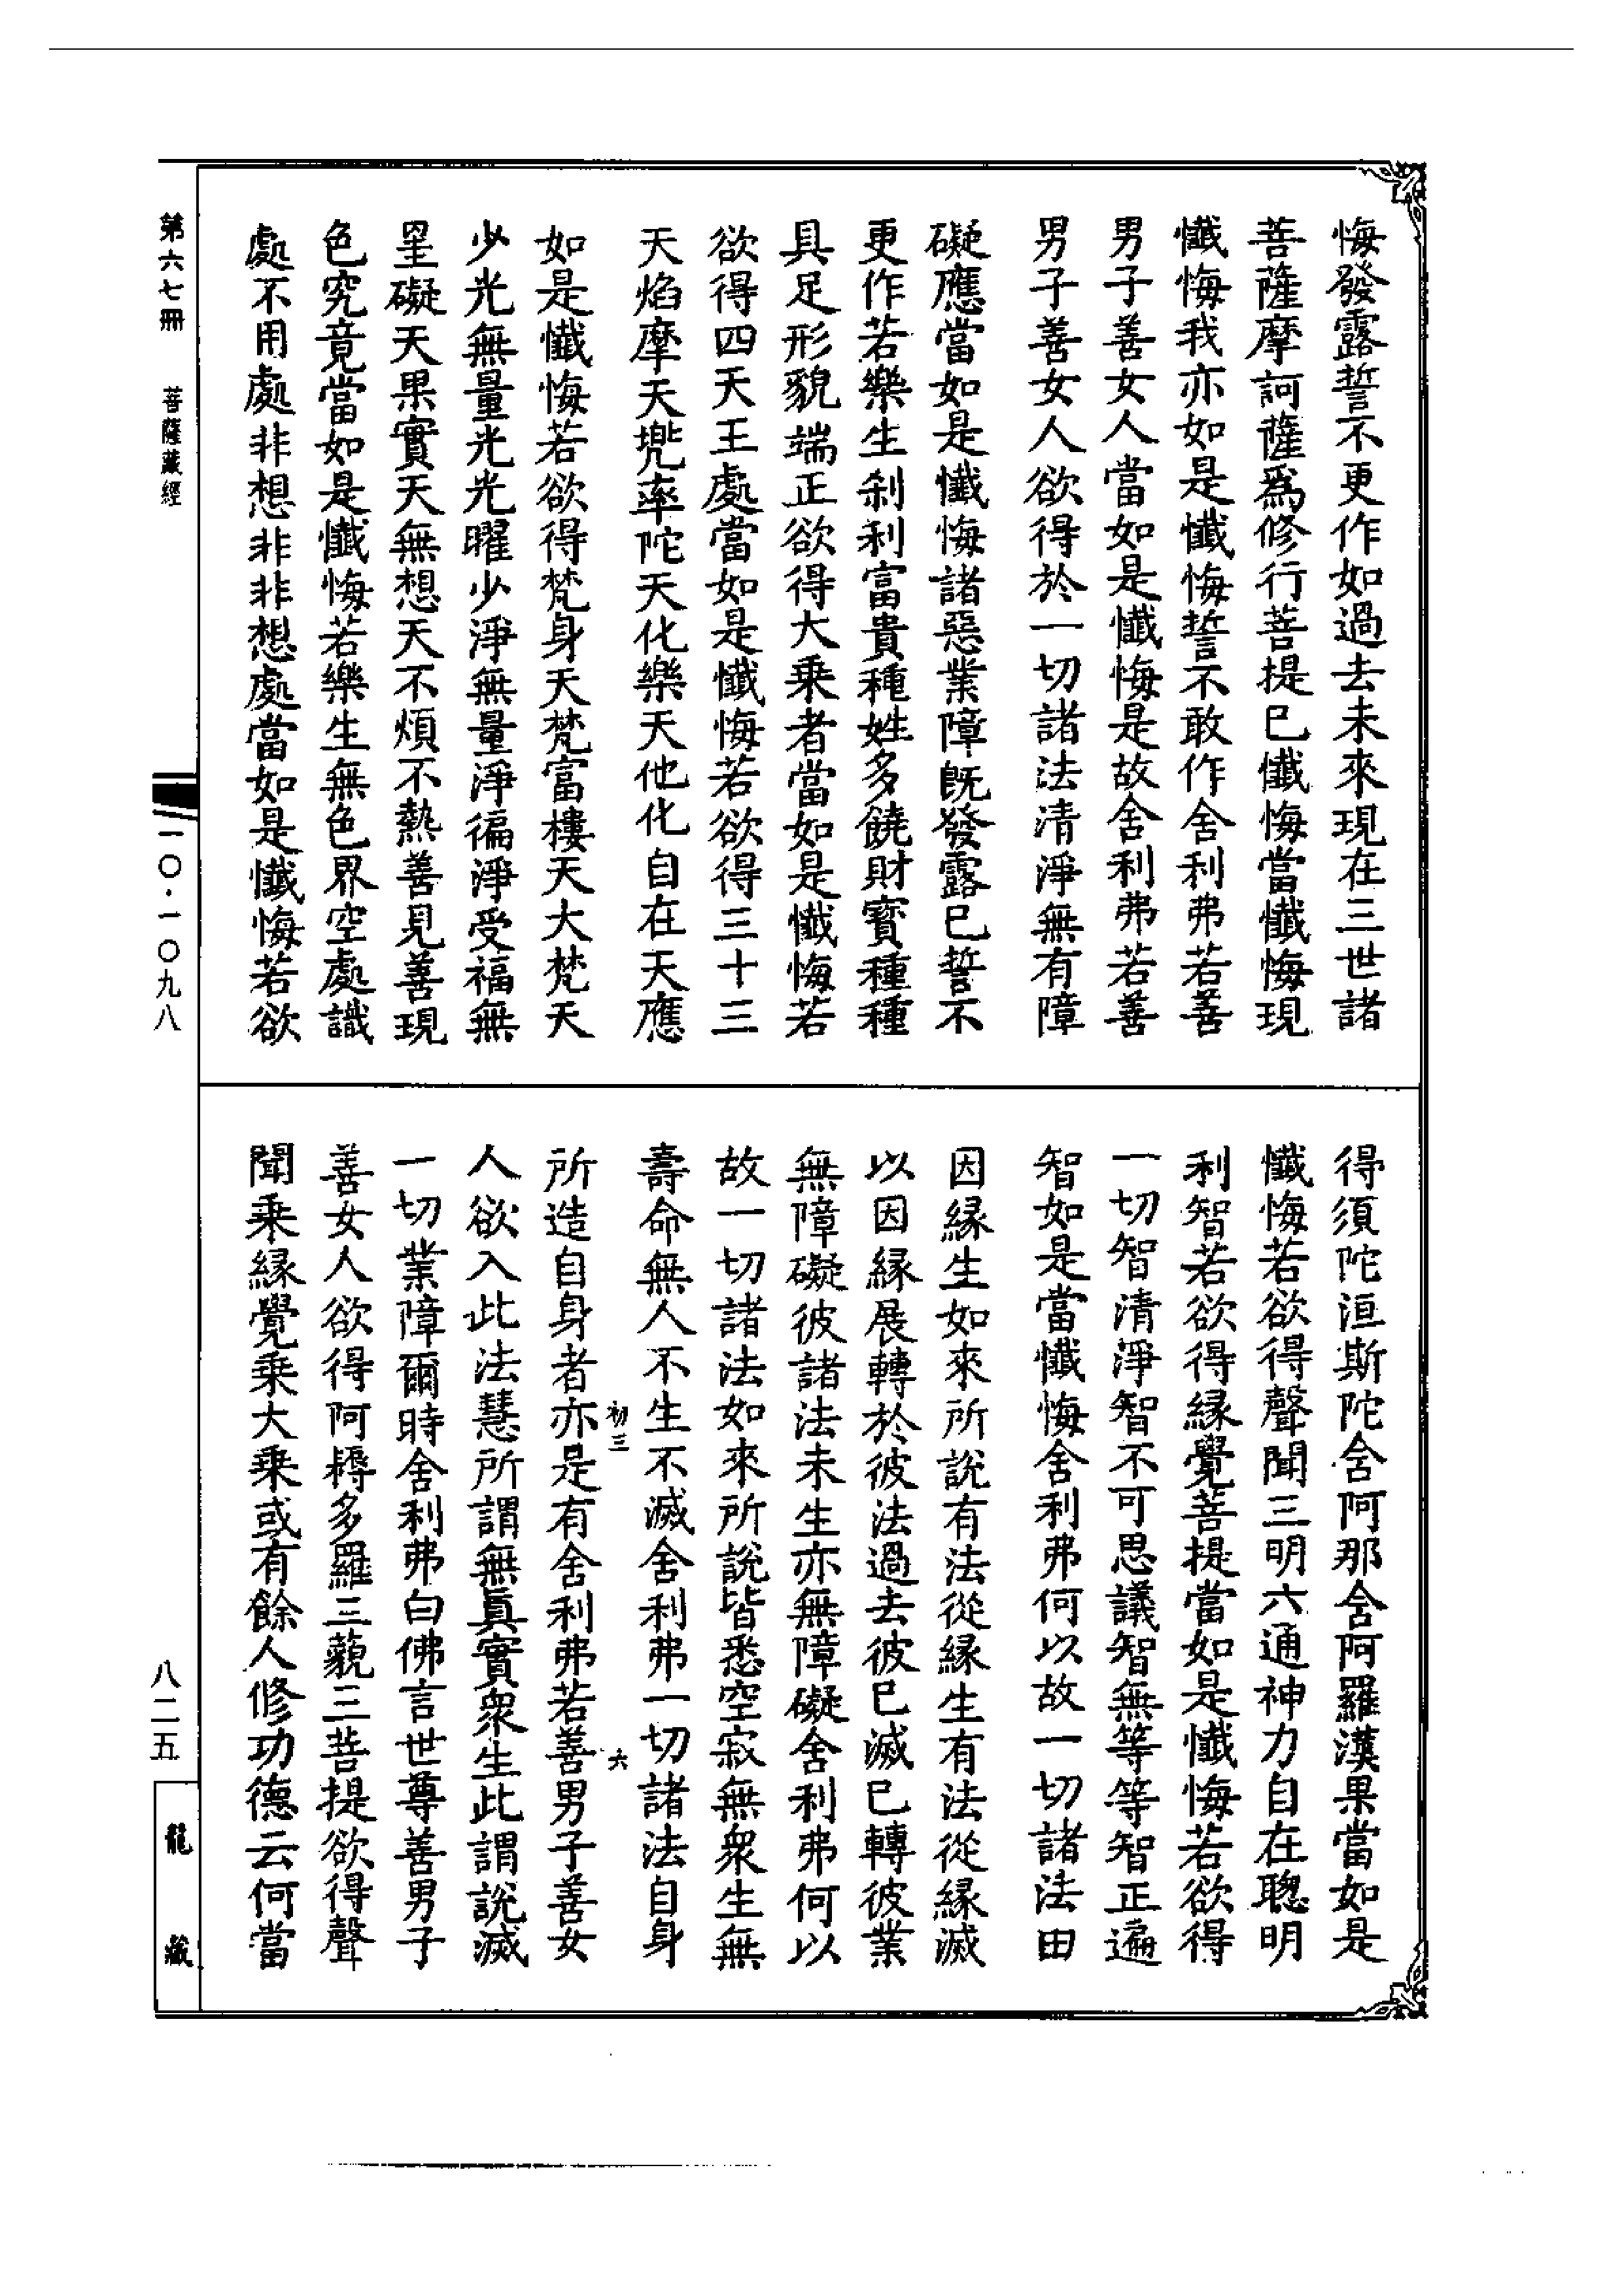 悔發露誓不更作如過去未來現在三世諸
菩薩摩訶薩爲修行菩提已懺悔當懺悔現
懺悔我亦如是懺悔誓不敢作舍利弗若善
男子善女人當如是懺悔是故舍利弗若善
男子善女人欲得於一切諸法清淨無有障
礙應當如是懺悔諸惡業障旣發露已誓不
更作若樂生刹利富貴種姓多饒財寳種種
具足形貌端正欲得大乗者當如是懺悔若
欲得四天王處當如是懺悔若欲得三十三
天焰摩天兠率陀天化樂天他化自在天應
如是懺悔若欲得梵身天梵富樓天大梵天
少光無量光光曜少淨無量淨徧淨受福無
罣礙天果實天無想天不煩不熱善見善現
色究竟當如是懺悔若樂生無色界空處識
處不用處非想非非想處當如是懺悔若欲
得須陀洹斯陀舍阿那含阿羅漢果當如是
懺悔若欲得聲聞三明六通神力自在聦明
利智若欲得緣覺菩提當如是懺悔若欲得
一切智清淨智不可思議智無等等智正遍
智如是當懺悔舍利弗何以故一切諸法田
因縁生如來所說有法從縁生有法從縁滅
以因縁展轉於彼法過去彼已滅已轉彼業
無障礙彼諸法未生亦無障礙舍利弗何以
故一切諸法如來所說皆悉空寂無衆生無
壽命無人不生不滅舍利弗一切諸法自身
初三 六
所造自身者亦是有舍利弗若善男子善女
人欲入此法慧所謂無眞實衆生此謂說滅
一切業障爾時舍利弗白佛言世尊善男子
善女人欲得阿耨多羅三藐三菩提欲得聲
聞乗縁覺乗大乗或有餘人修功德云何當
第六七冊 菩薩藏經
一〇·一〇九八
八二五
龍藏